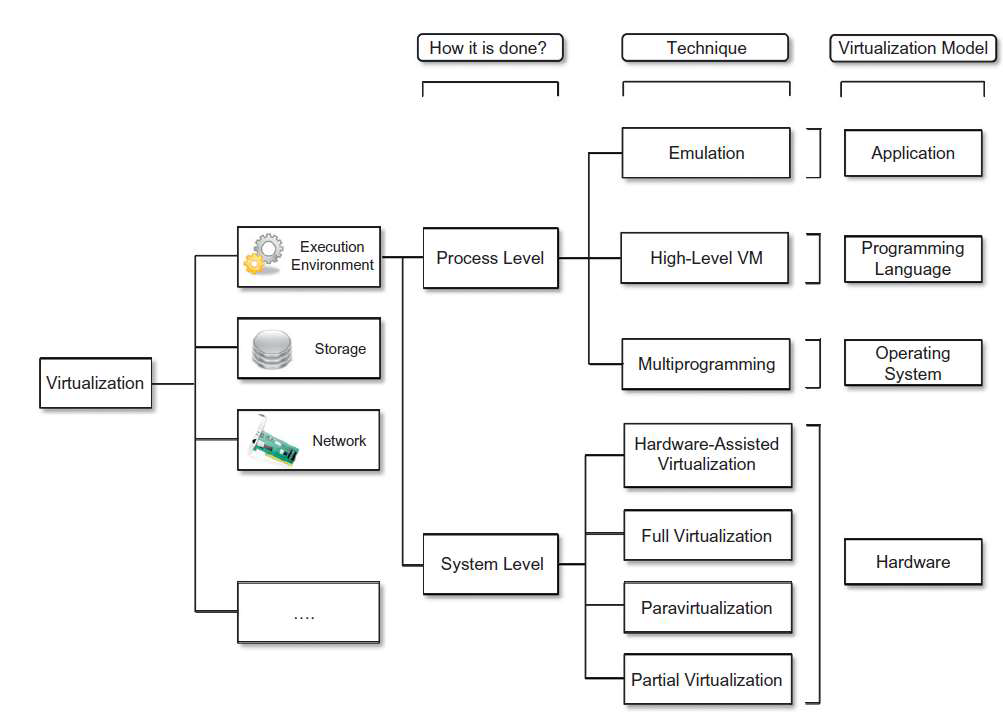 How it is done?
Technique
Virtualization Model
Emulation
Application
Execution
Environment
Process Level
High-Level VM
Programming
Language
Storage
Virtualization
Multiprogramming
Operating
System
Network
Hardware-Assisted
Virtualization
System Level
Full Virtualization
Hardware
....
Paravirtualization
Partial Virtualization